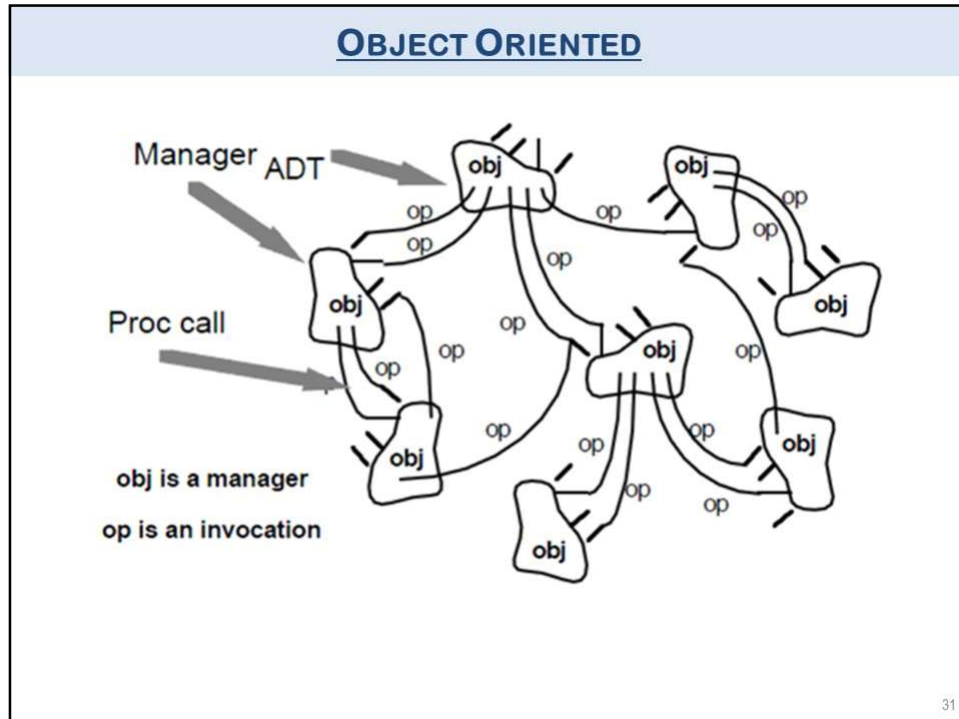 OBJECT ORIENTED
Manager
ADT
obj
obj
op
op
op
op
op
obj
op
obj
Proc call
op
op
op
obj
op
op
obj
op
op
op
obj
obj is a manager
op
op
op is an invocation
obj
31